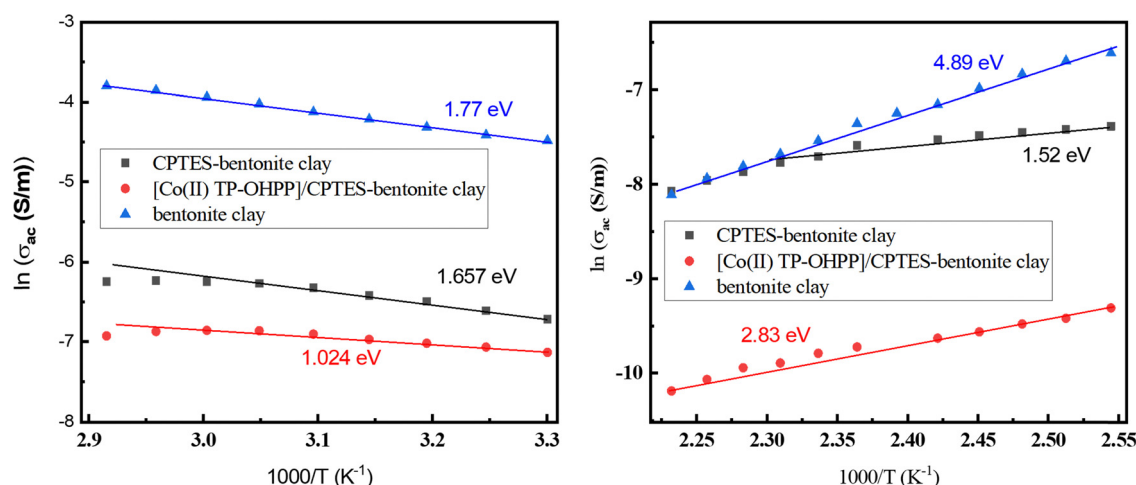 -3
-4
-5
-6
-7
-8
ln (σac (S/m))
1.77 eV
CPTES-bentonite clay
[Co(II) TP-OHPP]/CPTES-bentonite clay
bentonite clay
1.657 eV
1.024 eV
2.9
3.0
3.1
3.2
3.3
1000/T (K-1)
-7
-8
-9
-10
ln (σac (S/m))
4.89 eV
1.52 eV
CPTES-bentonite clay
[Co(II) TP-OHPP]/CPTES-bentonite clay
bentonite clay
2.83 eV
2.25
2.30
2.35
2.40
2.45
2.50
2.55
1000/T (K-1)